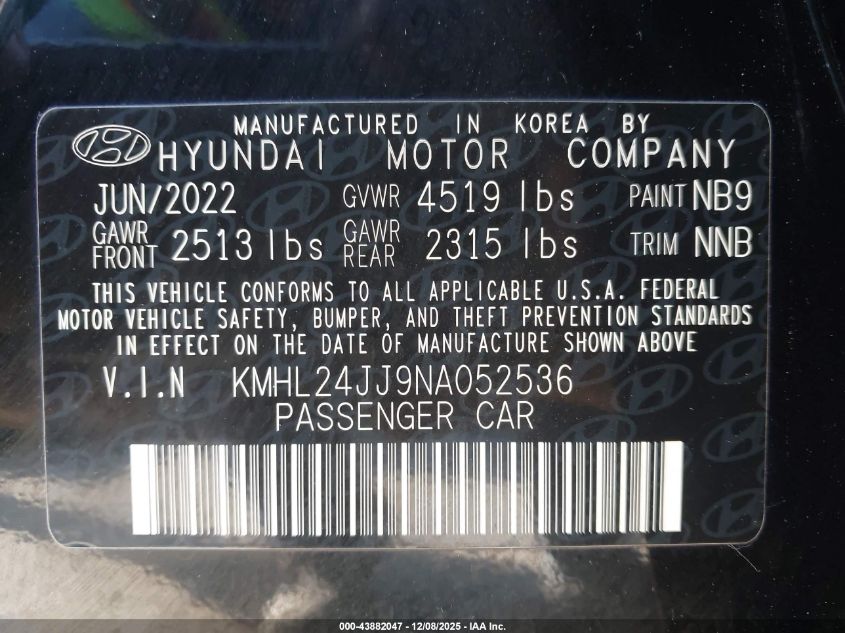 MANUFACTURED IN KOREA BY
HYUNDAI MOTOR COMPANY
JUN/2022 GVWR 4519 lbs PAINT NB9
GAWR FRONT 2513 lbs GAWR REAR 2315 lbs TRIM NNB
THIS VEHICLE CONFORMS TO ALL APPLICABLE U.S.A. FEDERAL
MOTOR VEHICLE SAFETY, BUMPER, AND THEFT PREVENTION STANDARDS
IN EFFECT ON THE DATE OF MANUFACTURE SHOWN ABOVE
V.I.N KMHL24JJ9NA052536
PASSENGER CAR
000-43882047 - 12/08/2025 - IAA Inc.